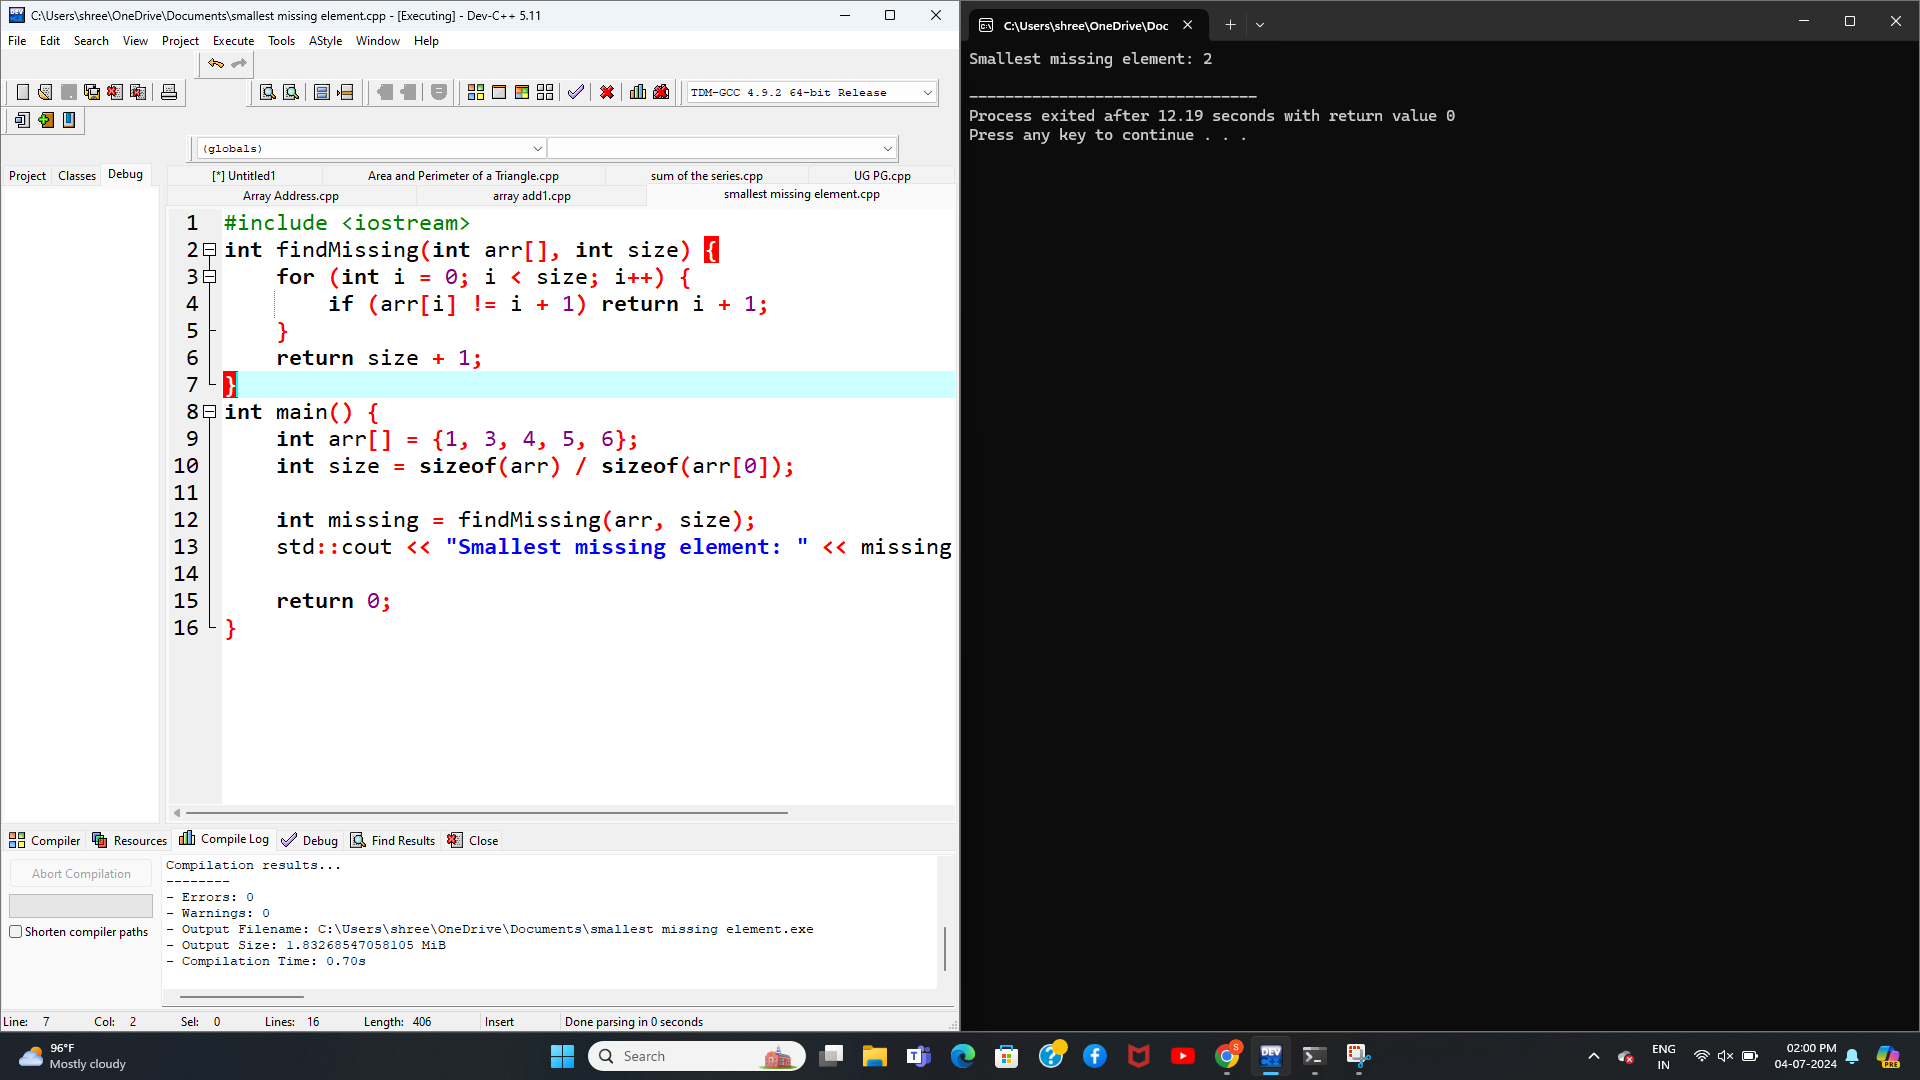 C:\Users\shree\OneDrive\Documents\smallest missing element.cpp - [Executing] - Dev-C++ 5.11
File Edit Search View Project Execute Tools AStyle Window Help
TDM-GCC 4.9.2 64-bit Release
(globals)
Project Classes Debug
[*] Untitled1 Area and Perimeter of a Triangle.cpp sum of the series.cpp UG PG.cpp
Array Address.cpp array add1.cpp smallest missing element.cpp
1 #include <iostream>
2 int findMissing(int arr[], int size) {
3     for (int i = 0; i < size; i++) {
4         if (arr[i] != i + 1) return i + 1;
5     }
6     return size + 1;
7 }
8 int main() {
9     int arr[] = {1, 3, 4, 5, 6};
10     int size = sizeof(arr) / sizeof(arr[0]);
11
12     int missing = findMissing(arr, size);
13     std::cout << "Smallest missing element: " << missing
14
15     return 0;
16 }
Compiler Resources Compile Log Debug Find Results Close
Abort Compilation
Shorten compiler paths
Compilation results...
--------
- Errors: 0
- Warnings: 0
- Output Filename: C:\Users\shree\OneDrive\Documents\smallest missing element.exe
- Output Size: 1.83268547058105 MiB
- Compilation Time: 0.70s
Line: 7 Col: 2 Sel: 0 Lines: 16 Length: 406 Insert Done parsing in 0 seconds
C:\Users\shree\OneDrive\Doc
Smallest missing element: 2
--------------------------------
Process exited after 12.19 seconds with return value 0
Press any key to continue . . .
96°F
Mostly cloudy
Search
DEV
S
ENG
IN
02:00 PM
04-07-2024
PRE